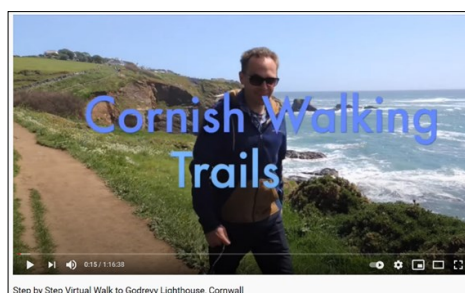 Cornish Walking
Trails
0:15 / 1:16:38
Step by Step Virtual Walk to Godrevy Lighthouse, Cornwall